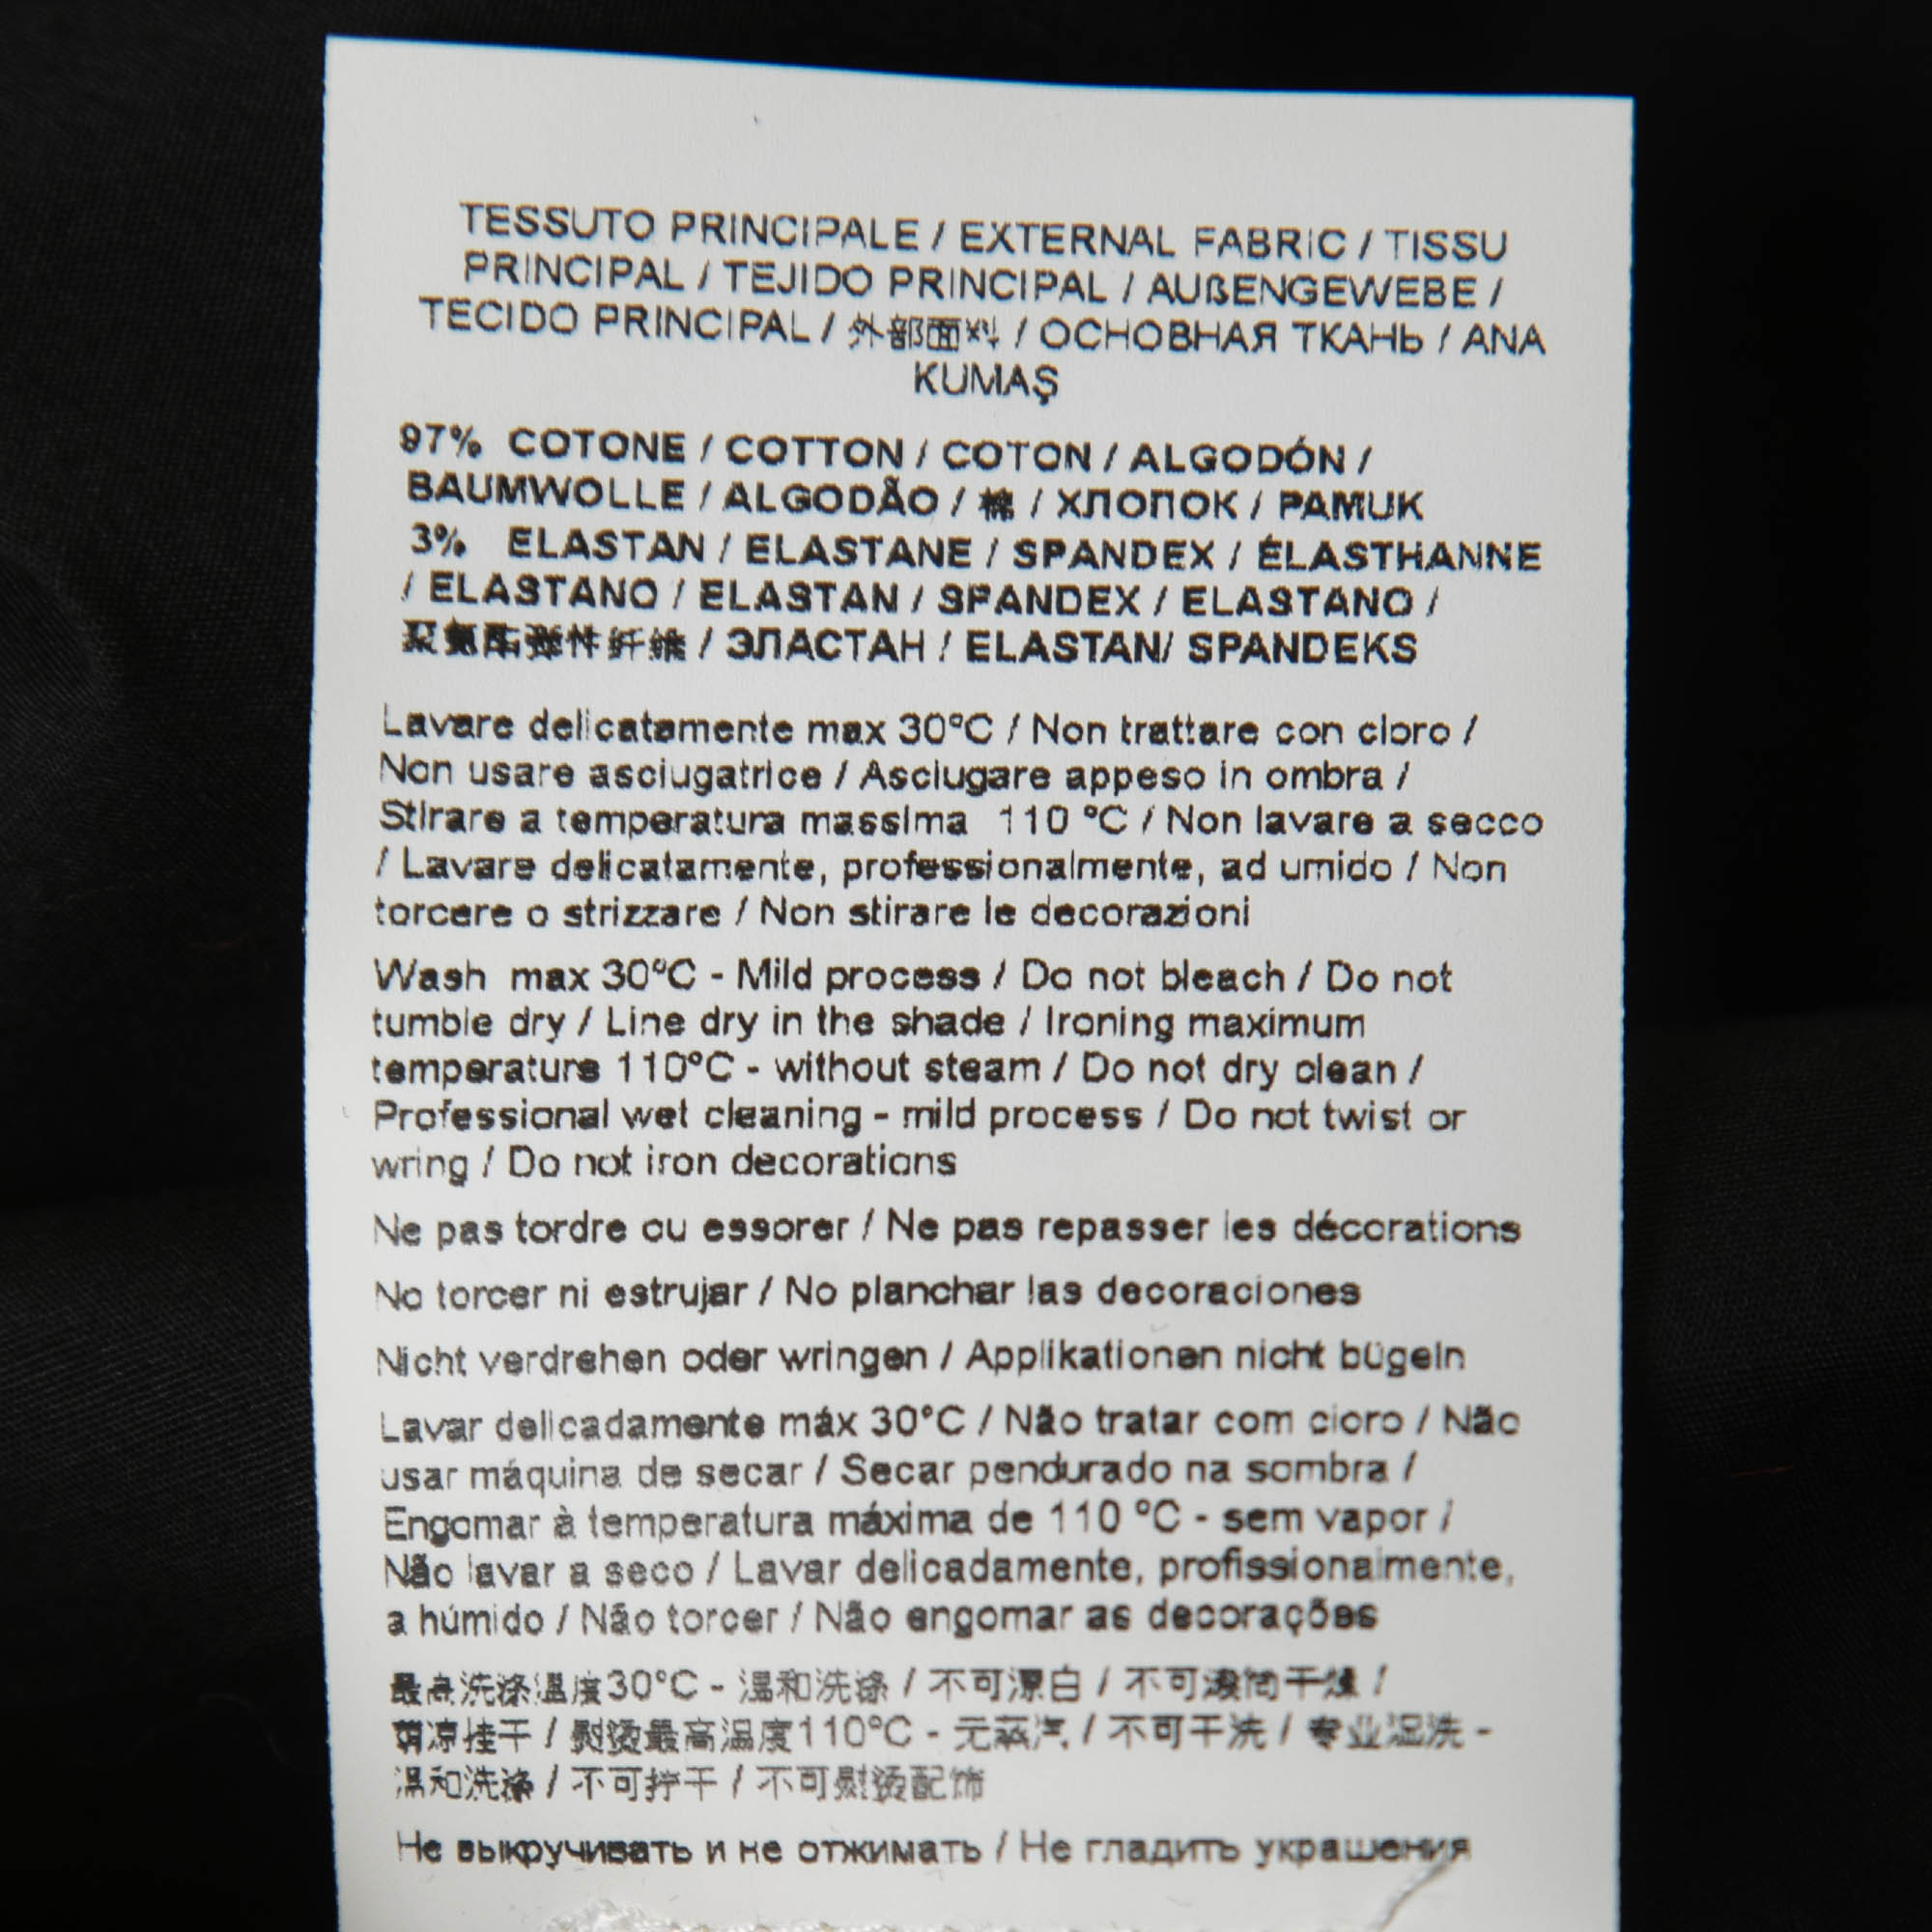 TESSUTO PRINCIPALE / EXTERNAL FABRIC / TISSU
PRINCIPAL / TEJIDO PRINCIPAL / AUßENGEWEBE /
TECIDO PRINCIPAL / 外部面料 / ОСНОВНАЯ ТКАНЬ / ANA
KUMAŞ
97% COTONE / COTTON / COTON / ALGODÓN /
BAUMWOLLE / ALGODÃO / 棉 / ХЛОПОК / PAMUK
3% ELASTAN / ELASTANE / SPANDEX / ÉLASTHANNE
/ ELASTANO / ELASTAN / SPANDEX / ELASTANO /
聚氨酯弹性纤维 / ЭЛАСТАН / ELASTAN/ SPANDEKS
Lavare delicatamente max 30°C / Non trattare con cloro /
Non usare asciugatrice / Asciugare appeso in ombra /
Stirare a temperatura massima 110 °C / Non lavare a secco
/ Lavare delicatamente, professionalmente, ad umido / Non
torcere o strizzare / Non stirare le decorazioni
Wash max 30°C - Mild process / Do not bleach / Do not
tumble dry / Line dry in the shade / Ironing maximum
temperature 110°C - without steam / Do not dry clean /
Professional wet cleaning - mild process / Do not twist or
wring / Do not iron decorations
Ne pas tordre ou essorer / Ne pas repasser les décorations
No torcer ni estrujar / No planchar las decoraciones
Nicht verdrehen oder wringen / Applikationen nicht bügeln
Lavar delicadamente máx 30°C / Não tratar com cloro / Não
usar máquina de secar / Secar pendurado na sombra /
Engomar à temperatura máxima de 110 °C - sem vapor /
Não lavar a seco / Lavar delicadamente, profissionalmente,
a húmido / Não torcer / Não engomar as decorações
最高洗涤温度30°C - 温和洗涤 / 不可漂白 / 不可滚筒干燥 /
荫凉挂干 / 熨烫最高温度110°C - 无蒸汽 / 不可干洗 / 专业湿洗 -
温和洗涤 / 不可拧干 / 不可熨烫配饰
Не выкручивать и не отжимать / Не гладить украшения